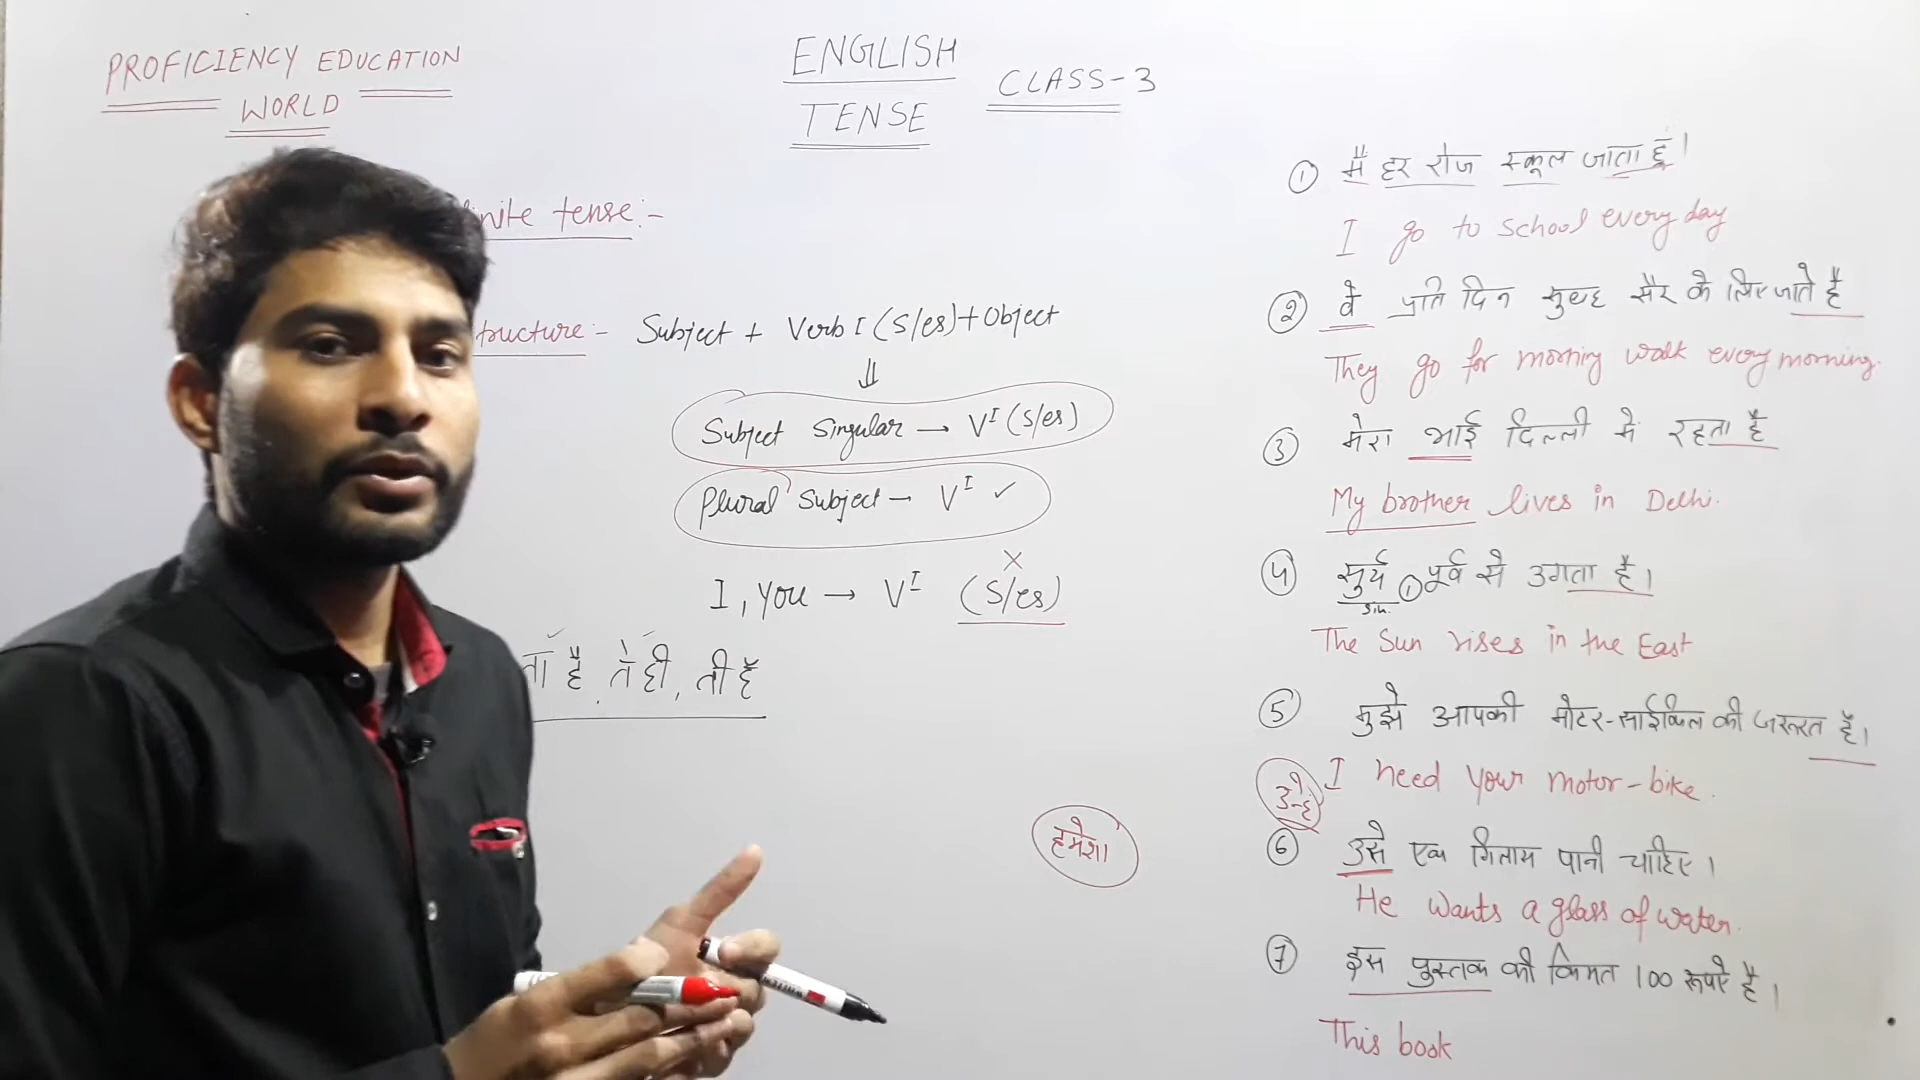 PROFICIENCY EDUCATION
WORLD
ENGLISH
TENSE
CLASS-3
inite tense:-
tructure:- Subject + Verb I (s/es)+Object
⇓
Subject Singular → V^I (s/es)
Plural Subject → V^I ✓
I, You → V^I (s/es)
X
ता है, ते हो, ती हैं
हमेशा
① मैं हर रोज स्कूल जाता हूं।
I go to school every day
② वे प्रति दिन सुबह सैर के लिए जाते हैं
They go for morning walk every morning.
③ मेरा भाई दिल्ली में रहता है
My brother lives in Delhi.
④ सुर्य ① पूर्व से उगता है।
Sin.
The Sun rises in the East
⑤ मुझे आपकी मोटर-साईकिल की जरूरत है।
I need your motor-bike.
उन्हें
⑥ उसे एक गिलास पानी चाहिए।
He wants a glass of water.
⑦ इस पुस्तक की किमत 100 रूपये है।
This book